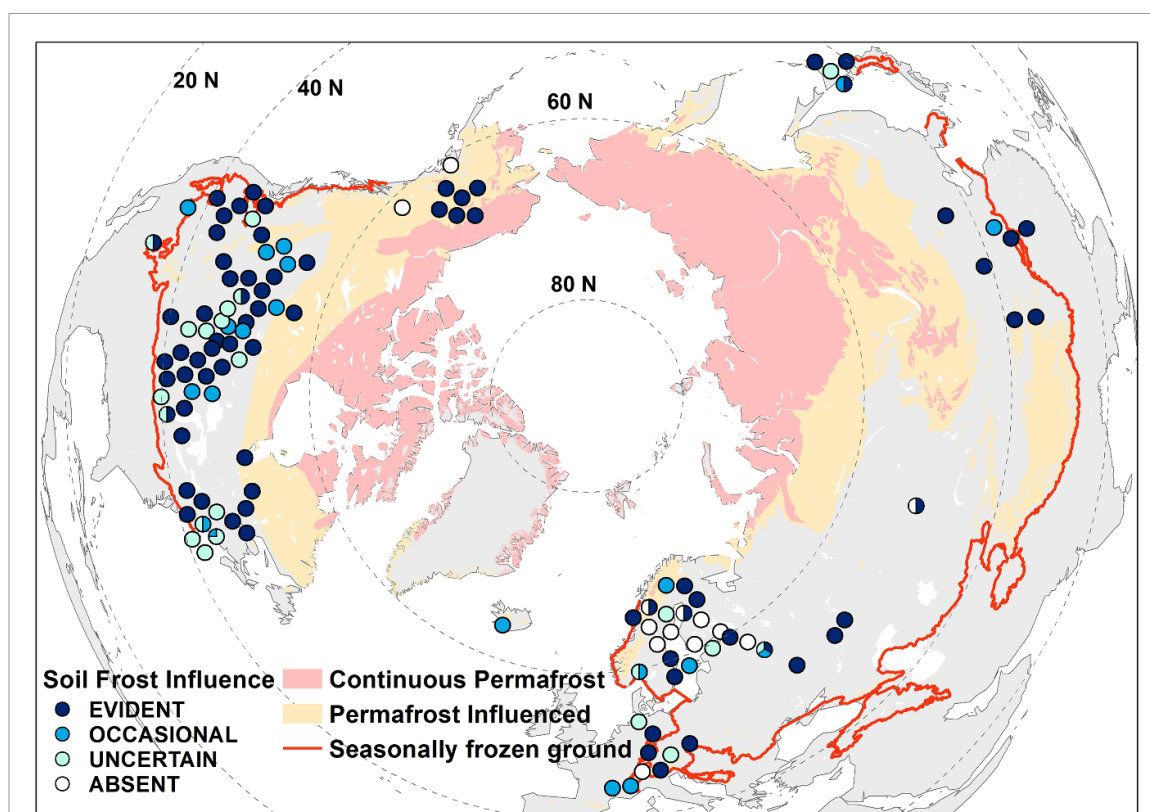 20 N
40 N
60 N
80 N
Soil Frost Influence
EVIDENT
OCCASIONAL
UNCERTAIN
ABSENT
Continuous Permafrost
Permafrost Influenced
Seasonally frozen ground